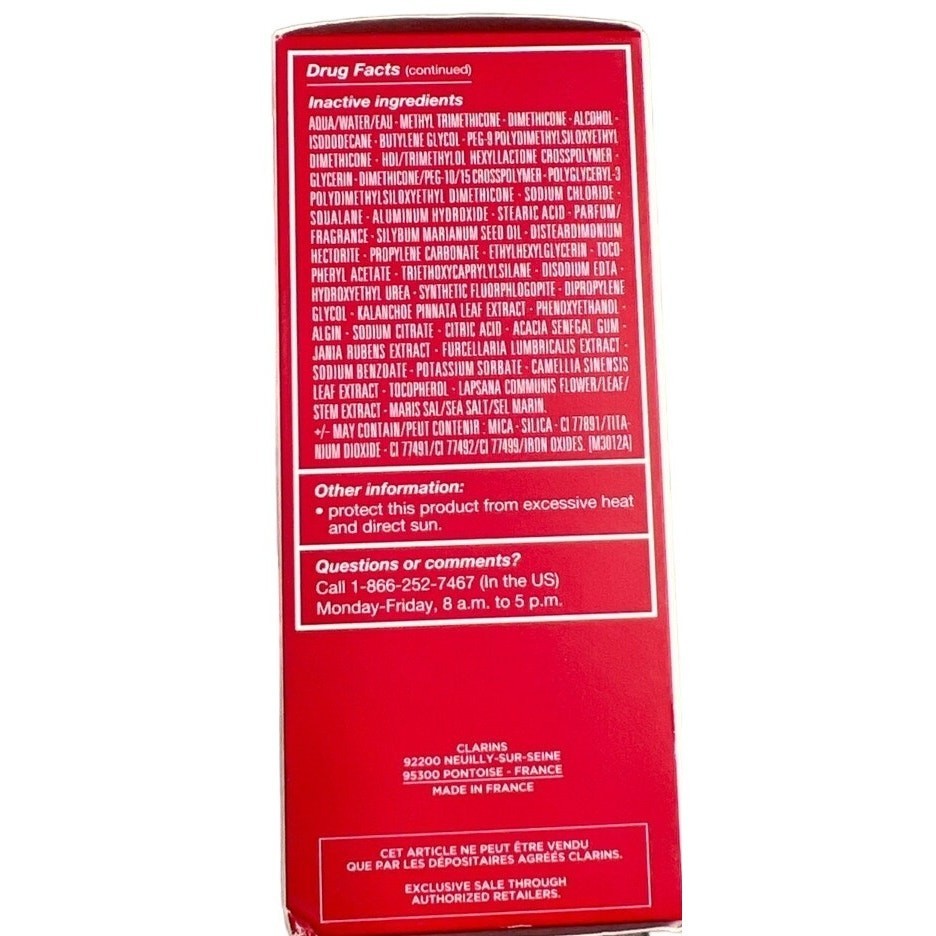 Drug Facts (continued)
Inactive ingredients
AQUA/WATER/EAU · METHYL TRIMETHICONE · DIMETHICONE · ALCOHOL ·
ISODODECANE · BUTYLENE GLYCOL · PEG-9 POLYDIMETHYLSILOXYETHYL
DIMETHICONE · HDI/TRIMETHYLOL HEXYLLACTONE CROSSPOLYMER ·
GLYCERIN · DIMETHICONE/PEG-10/15 CROSSPOLYMER · POLYGLYCERYL-3
POLYDIMETHYLSILOXYETHYL DIMETHICONE · SODIUM CHLORIDE ·
SQUALANE · ALUMINUM HYDROXIDE · STEARIC ACID · PARFUM/
FRAGRANCE · SILYBUM MARIANUM SEED OIL · DISTEARDIMONIUM
HECTORITE · PROPYLENE CARBONATE · ETHYLHEXYLGLYCERIN · TOCO-
PHERYL ACETATE · TRIETHOXYCAPRYLYLSILANE · DISODIUM EDTA ·
HYDROXYETHYL UREA · SYNTHETIC FLUORPHLOGOPITE · DIPROPYLENE
GLYCOL · KALANCHOE PINNATA LEAF EXTRACT · PHENOXYETHANOL ·
ALGIN · SODIUM CITRATE · CITRIC ACID · ACACIA SENEGAL GUM ·
JANIA RUBENS EXTRACT · FURCELLARIA LUMBRICALIS EXTRACT ·
SODIUM BENZOATE · POTASSIUM SORBATE · CAMELLIA SINENSIS
LEAF EXTRACT · TOCOPHEROL · LAPSANA COMMUNIS FLOWER/LEAF/
STEM EXTRACT · MARIS SAL/SEA SALT/SEL MARIN.
+/- MAY CONTAIN/PEUT CONTENIR : MICA · SILICA · CI 77891/TITA-
NIUM DIOXIDE · CI 77491/CI 77492/CI 77499/IRON OXIDES. [M3012A]
Other information:
• protect this product from excessive heat
and direct sun.
Questions or comments?
Call 1-866-252-7467 (In the US)
Monday-Friday, 8 a.m. to 5 p.m.
CLARINS
92200 NEUILLY-SUR-SEINE
95300 PONTOISE - FRANCE
MADE IN FRANCE
CET ARTICLE NE PEUT ÊTRE VENDU
QUE PAR LES DÉPOSITAIRES AGRÉÉS CLARINS.
EXCLUSIVE SALE THROUGH
AUTHORIZED RETAILERS.